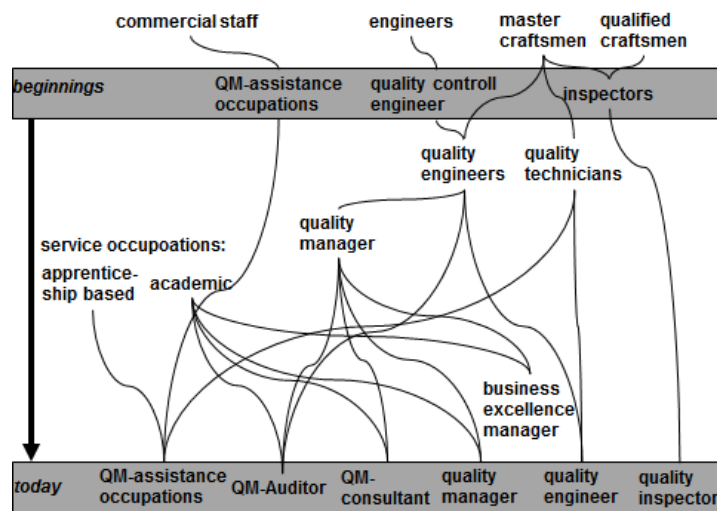 commercial staff
engineers
master
craftsmen
qualified
craftsmen
beginnings
QM-assistance
occupations
quality controll
engineer
inspectors
quality
engineers
quality
technicians
quality
manager
service occupoations:
apprentice-
ship based
academic
business
excellence
manager
today
QM-assistance
occupations
QM-Auditor
QM-
consultant
quality
manager
quality
engineer
quality
inspector